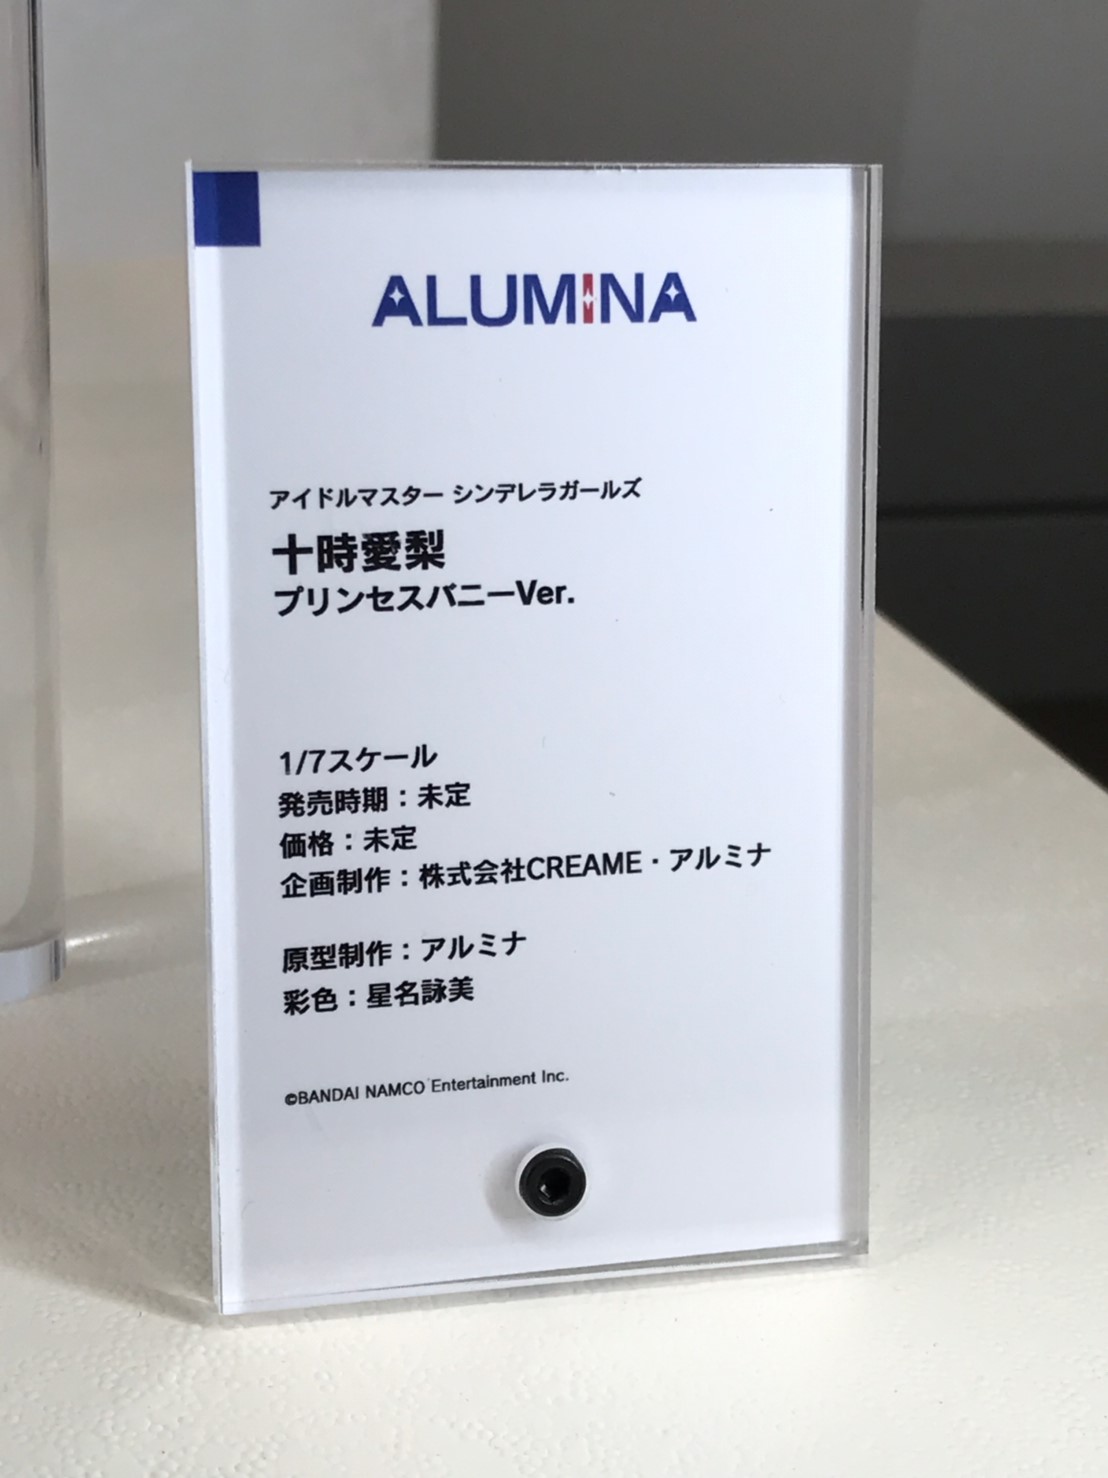 ALUMINA
アイドルマスター シンデレラガールズ
十時愛梨
プリンセスバニーVer.
1/7スケール
発売時期：未定
価格：未定
企画制作：株式会社CREAME・アルミナ
原型制作：アルミナ
彩色：星名詠美
©BANDAI NAMCO Entertainment Inc.